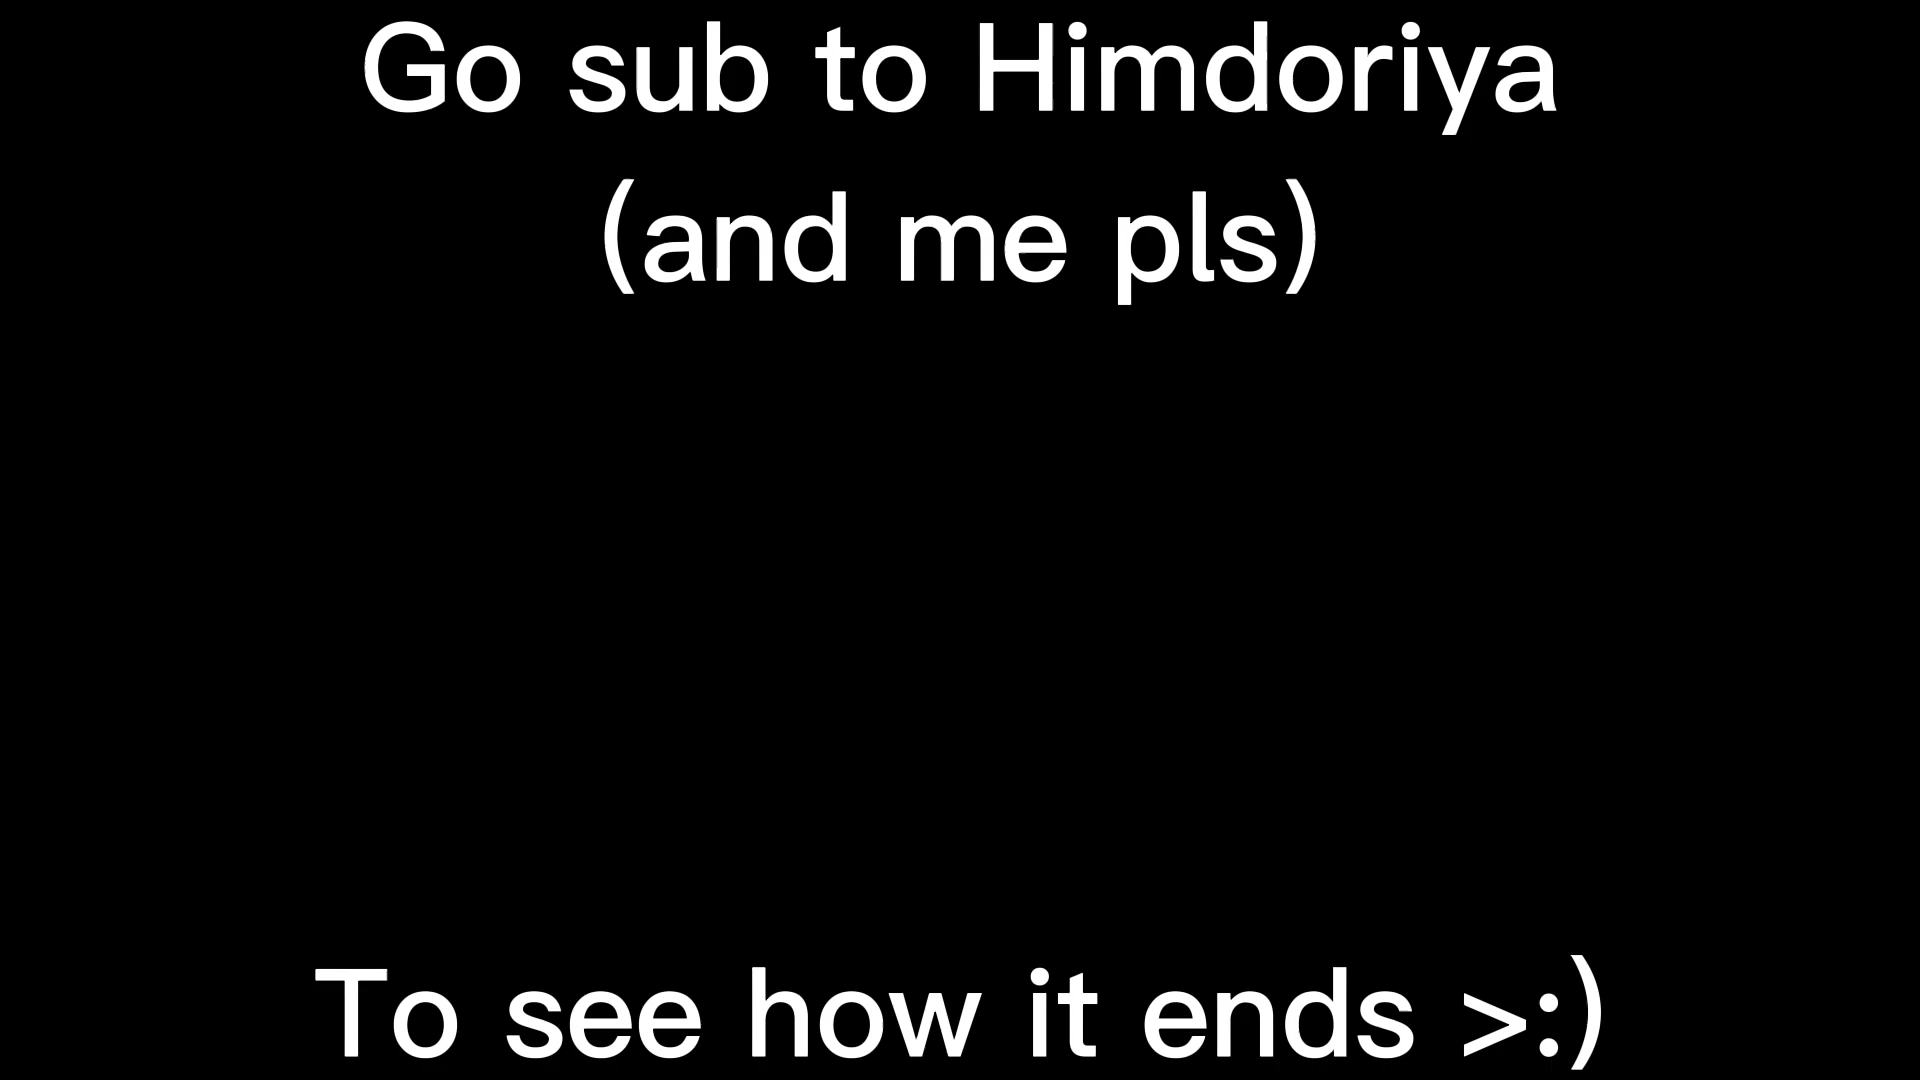 Go sub to Himdoriya
(and me pls)
To see how it ends >:)